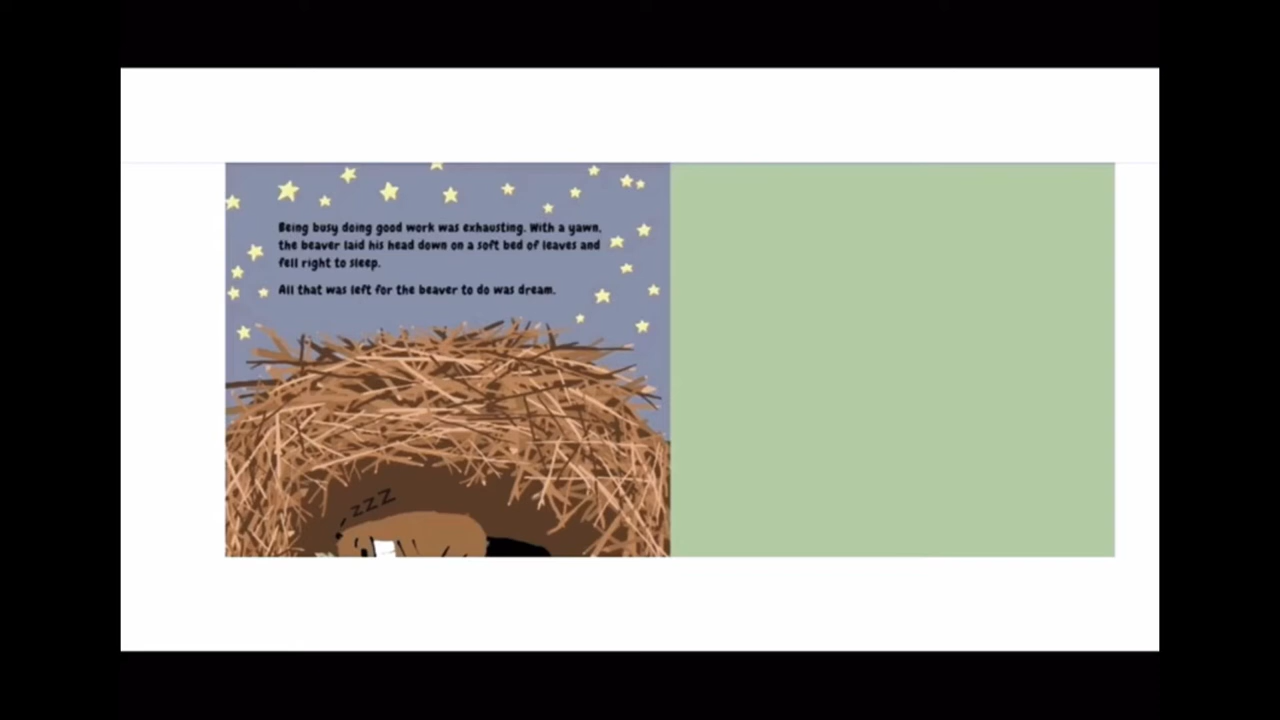 Being busy doing good work was exhausting. With a yawn,
the beaver laid his head down on a soft bed of leaves and
fell right to sleep.
All that was left for the beaver to do was dream.
zzz